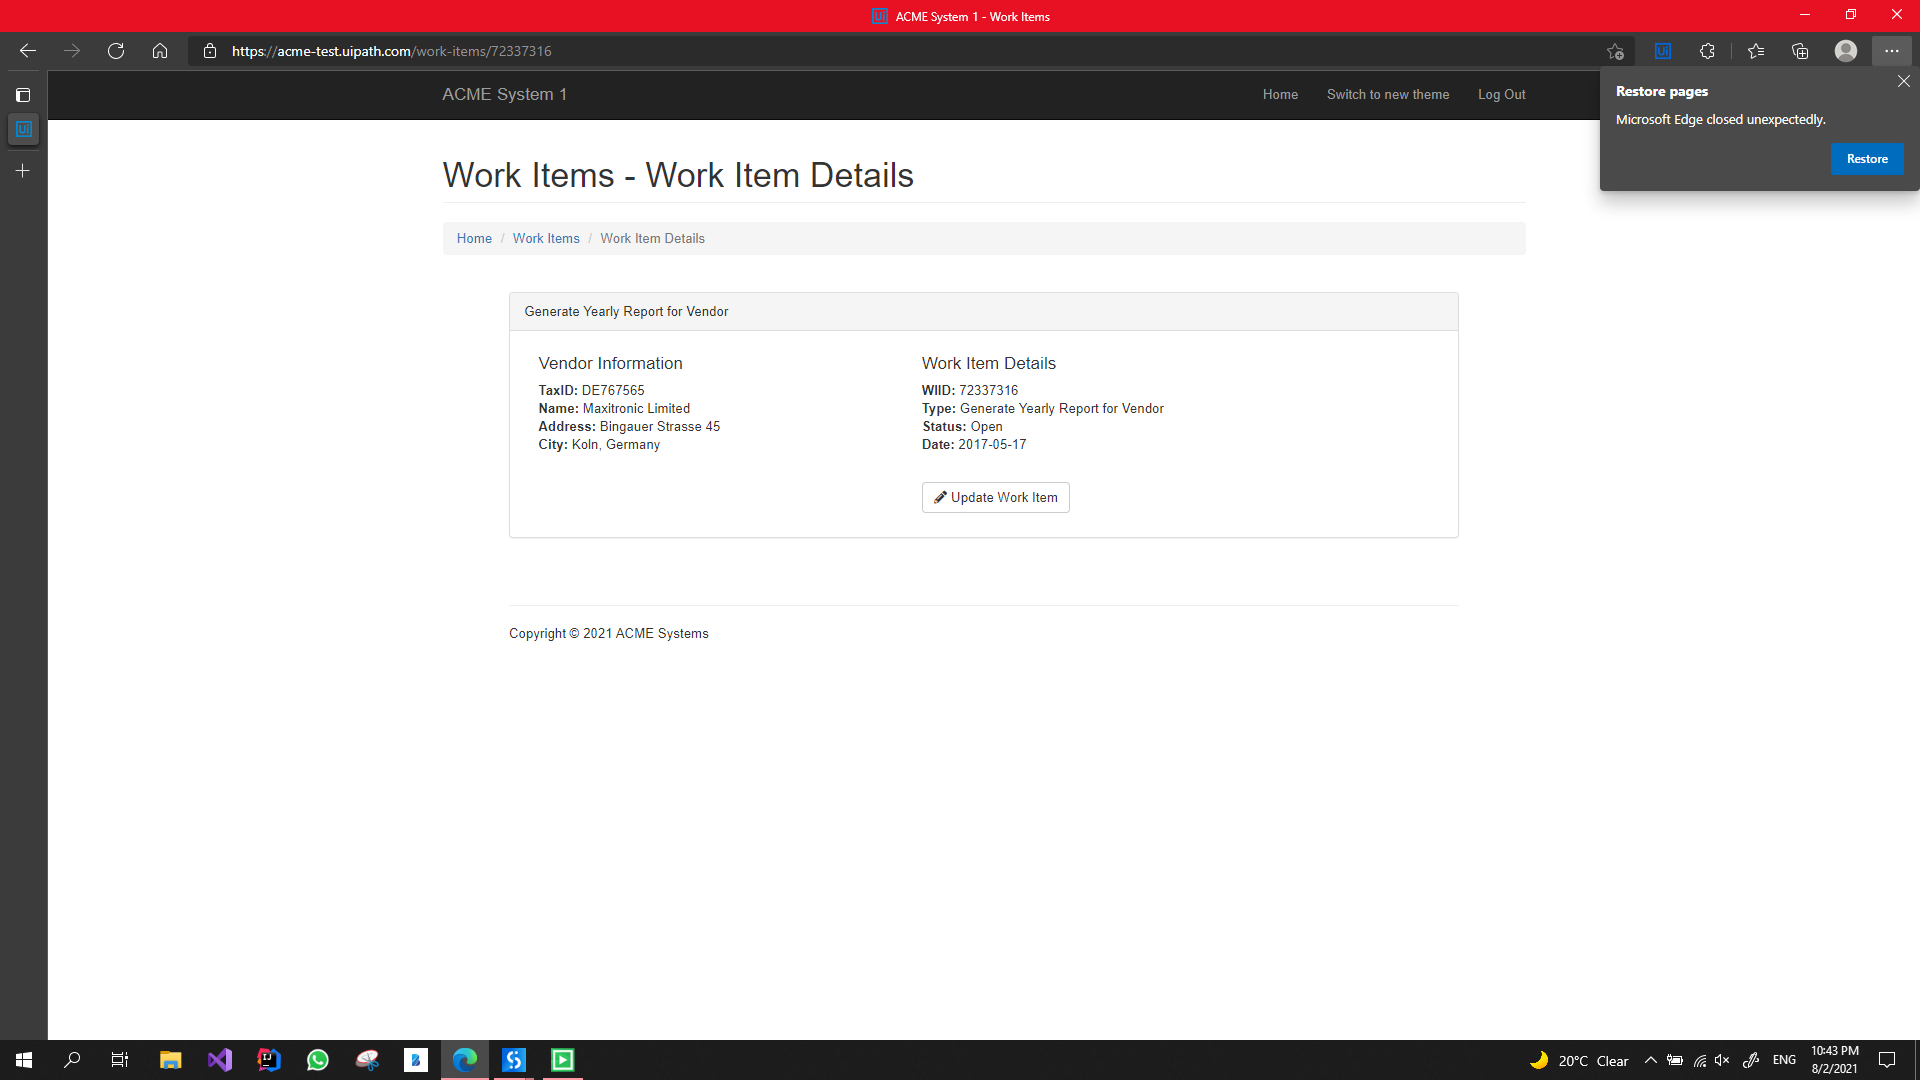 ACME System 1 - Work Items
https://acme-test.uipath.com/work-items/72337316
ACME System 1
Home
Switch to new theme
Log Out
Restore pages
Microsoft Edge closed unexpectedly.
Restore
Work Items - Work Item Details
Home / Work Items / Work Item Details
Generate Yearly Report for Vendor
Vendor Information
TaxID: DE767565
Name: Maxitronic Limited
Address: Bingauer Strasse 45
City: Koln, Germany
Work Item Details
WIID: 72337316
Type: Generate Yearly Report for Vendor
Status: Open
Date: 2017-05-17
Update Work Item
Copyright © 2021 ACME Systems
20°C Clear
ENG
10:43 PM
8/2/2021